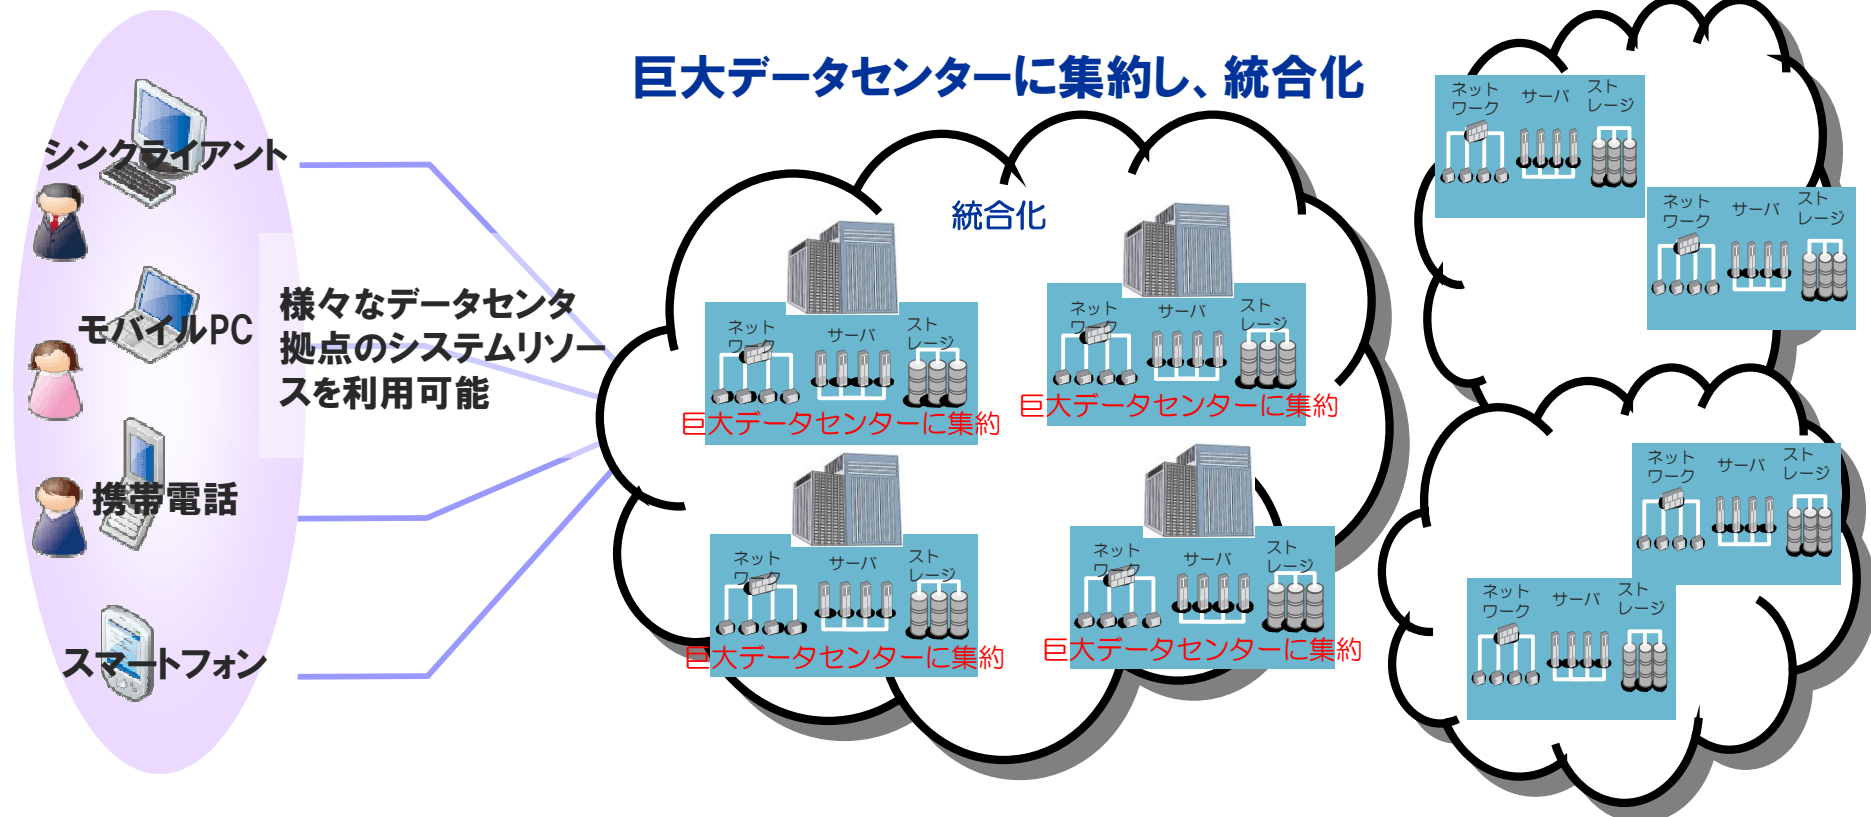 巨大データセンターに集約し、統合化
シンクライアント
モバイルPC
携帯電話
スマートフォン
様々なデータセンタ
拠点のシステムリソー
スを利用可能
統合化
ネット
ワーク
サーバ
スト
レージ
巨大データセンターに集約
ネット
ワーク
サーバ
スト
レージ
巨大データセンターに集約
ネット
ワーク
サーバ
スト
レージ
巨大データセンターに集約
ネット
ワーク
サーバ
スト
レージ
巨大データセンターに集約
ネット
ワーク
サーバ
スト
レージ
ネット
ワーク
サーバ
スト
レージ
ネット
ワーク
サーバ
スト
レージ
ネット
ワーク
サーバ
スト
レージ